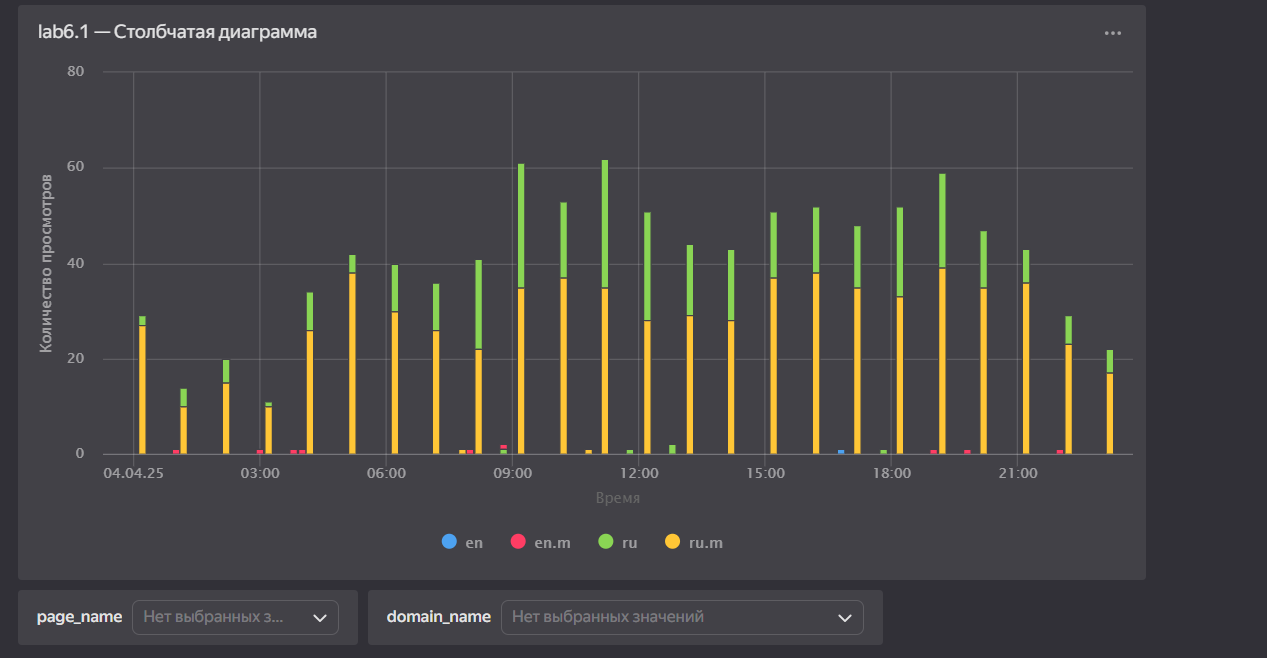 lab6.1 — Столбчатая диаграмма
80
60
40
20
0
Количество просмотров
04.04.25 03:00 06:00 09:00 12:00 15:00 18:00 21:00
Время
en en.m ru ru.m
page_name Нет выбранных з... domain_name Нет выбранных значений